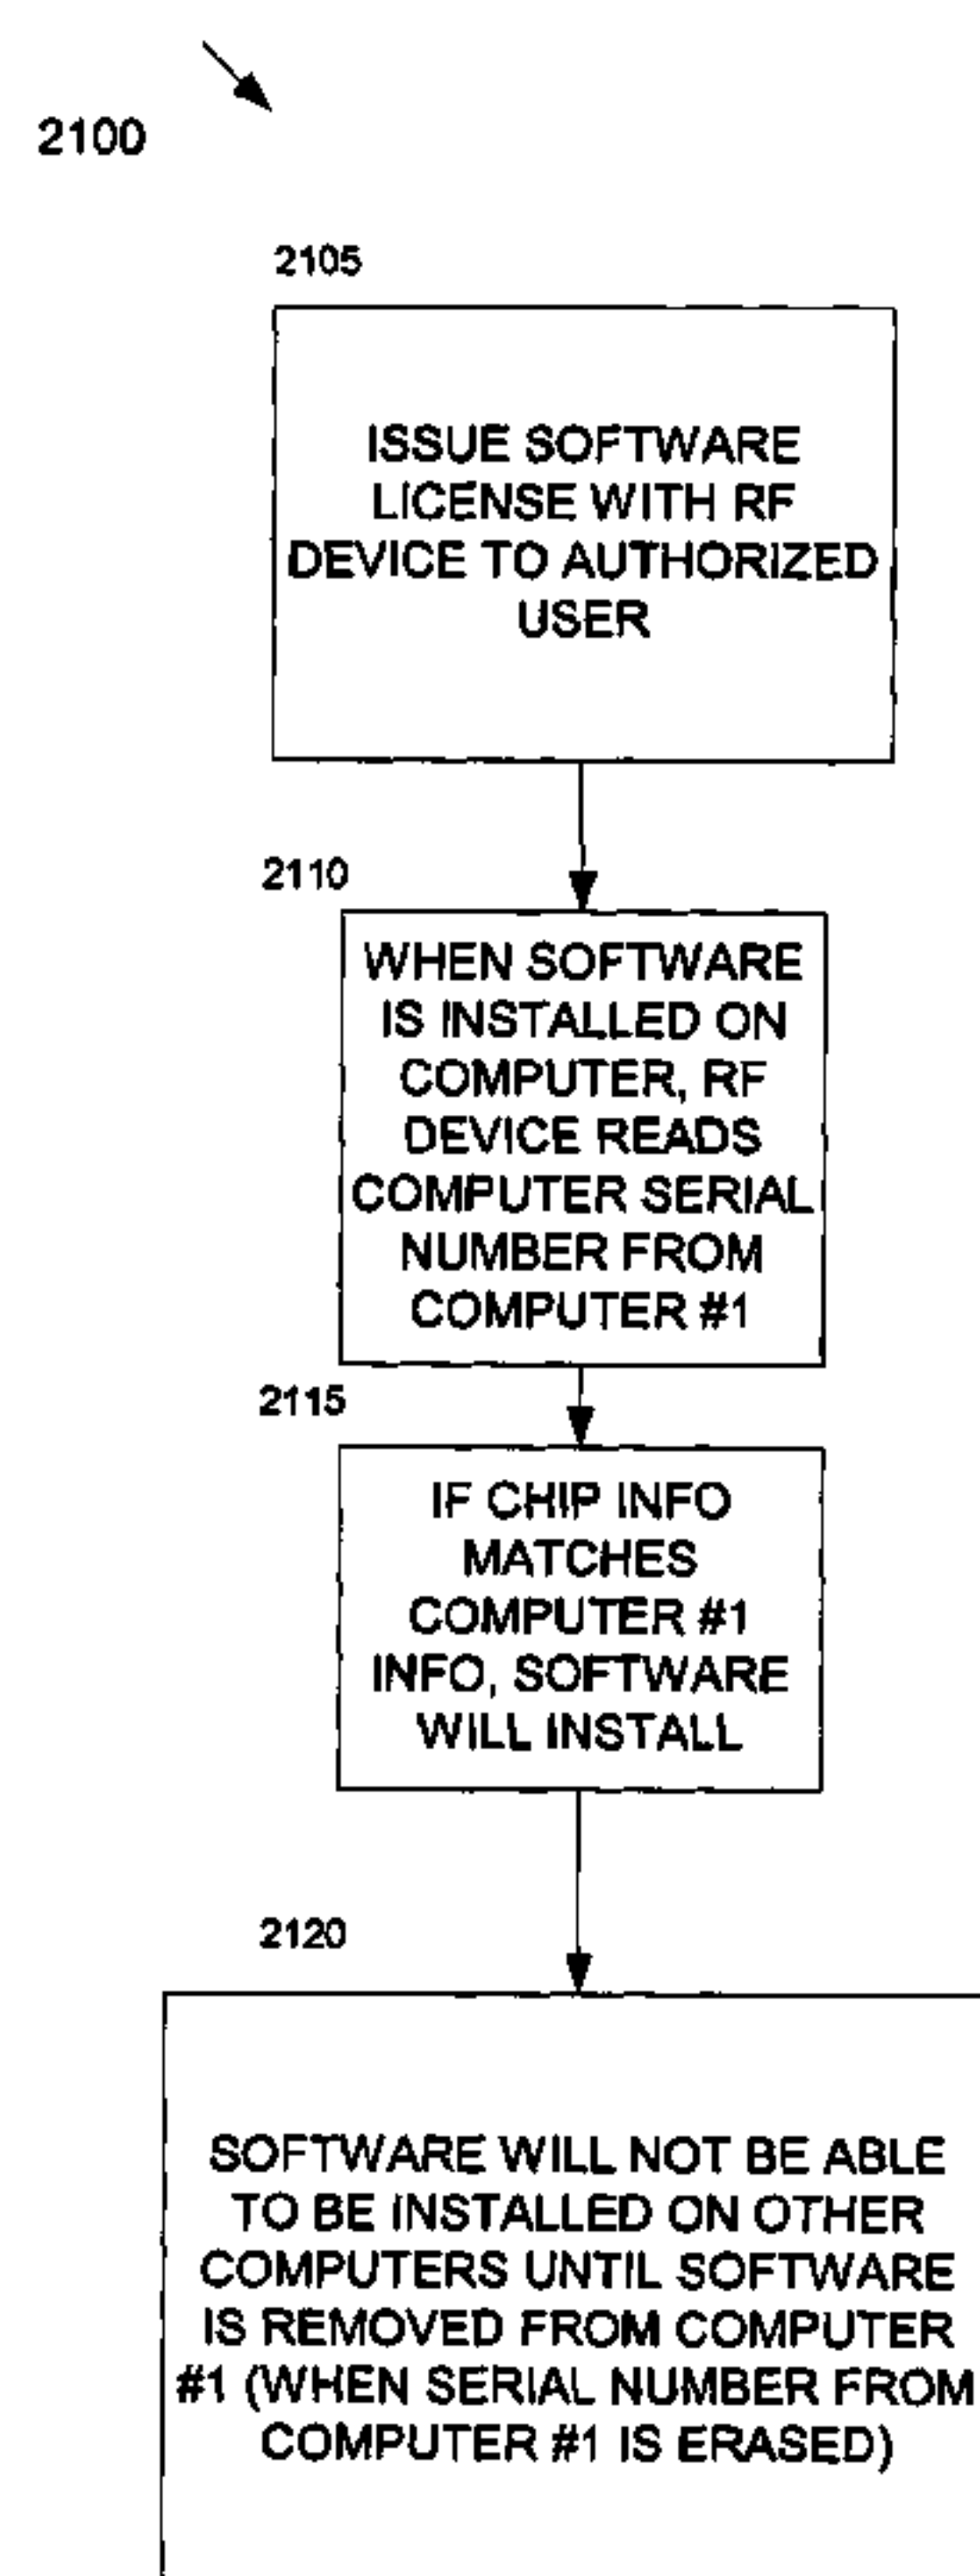 2100
2105
ISSUE SOFTWARE
LICENSE WITH RF
DEVICE TO AUTHORIZED
USER
2110
WHEN SOFTWARE
IS INSTALLED ON
COMPUTER, RF
DEVICE READS
COMPUTER SERIAL
NUMBER FROM
COMPUTER #1
2115
IF CHIP INFO
MATCHES
COMPUTER #1
INFO, SOFTWARE
WILL INSTALL
2120
SOFTWARE WILL NOT BE ABLE
TO BE INSTALLED ON OTHER
COMPUTERS UNTIL SOFTWARE
IS REMOVED FROM COMPUTER
#1 (WHEN SERIAL NUMBER FROM
COMPUTER #1 IS ERASED)